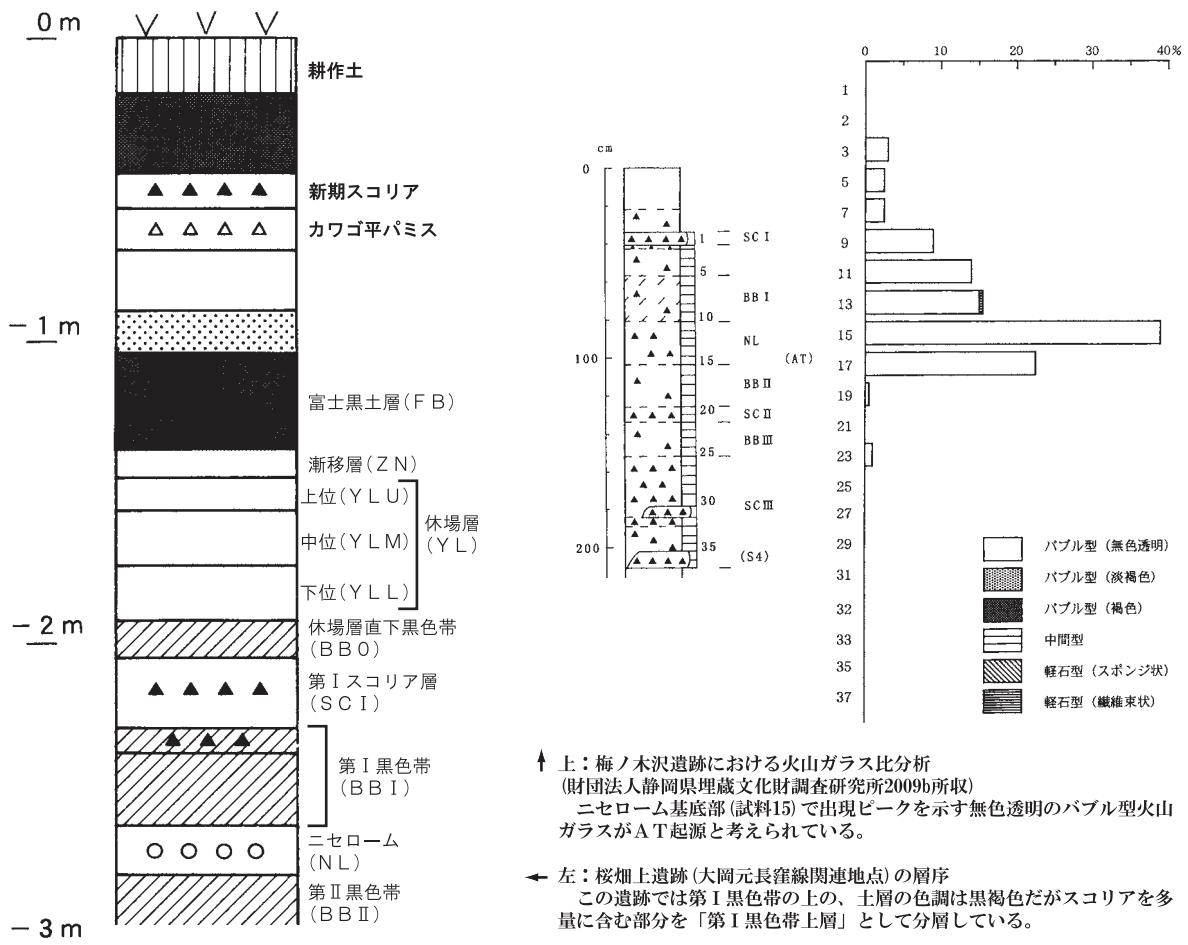 0 m
耕作土
新期スコリア
カワゴ平パミス
－1 m
富士黒土層(ＦＢ)
漸移層(ＺＮ)
上位(ＹＬＵ)
中位(ＹＬＭ)
下位(ＹＬＬ)
休場層
(ＹＬ)
－2 m
休場層直下黒色帯
(ＢＢ０)
第Ⅰスコリア層
(ＳＣⅠ)
第Ⅰ黒色帯
(ＢＢⅠ)
ニセローム
(ＮＬ)
第Ⅱ黒色帯
(ＢＢⅡ)
－3 m
cm
0
100
200
1
5
10
15
20
25
30
35
SCⅠ
BBⅠ
NL
(AT)
BBⅡ
SCⅡ
BBⅢ
SCⅢ
(S4)
0 10 20 30 40%
1
2
3
5
7
9
11
13
15
17
19
21
23
25
27
29
31
32
33
35
37
バブル型（無色透明）
バブル型（淡褐色）
バブル型（褐色）
中間型
軽石型（スポンジ状）
軽石型（繊維束状）
↑ 上：梅ノ木沢遺跡における火山ガラス比分析
(財団法人静岡県埋蔵文化財調査研究所2009b所収)
ニセローム基底部(試料15)で出現ピークを示す無色透明のバブル型火山
ガラスがＡＴ起源と考えられている。
← 左：桜畑上遺跡(大岡元長窪線関連地点)の層序
この遺跡では第Ⅰ黒色帯の上の、土層の色調は黒褐色だがスコリアを多
量に含む部分を「第Ⅰ黒色帯上層」として分層している。